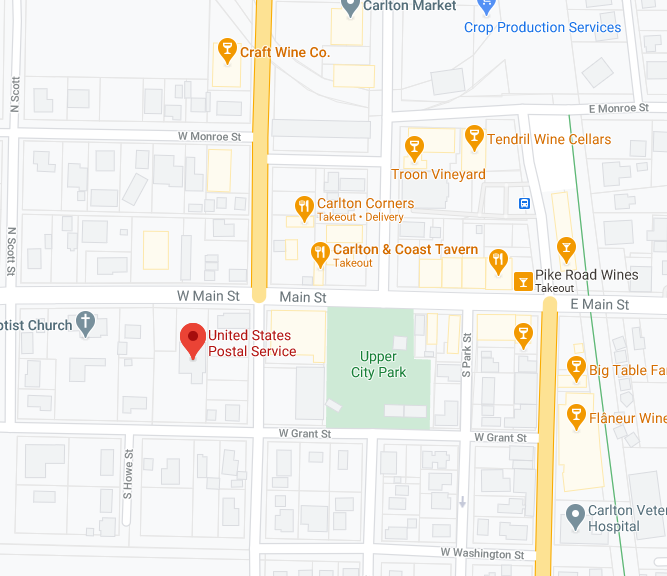 Carlton Market
Crop Production Services
Craft Wine Co.
N Scott
E Monroe St
W Monroe St
Tendril Wine Cellars
Troon Vineyard
Carlton Corners
Takeout • Delivery
N Scott St
Carlton & Coast Tavern
Takeout
Pike Road Wines
Takeout
W Main St
Main St
E Main St
ptist Church
United States
Postal Service
S Park St
Upper
City Park
Big Table Fa
Flâneur Wine
W Grant St
W Grant St
S Howe St
Carlton Veter
Hospital
W Washington St